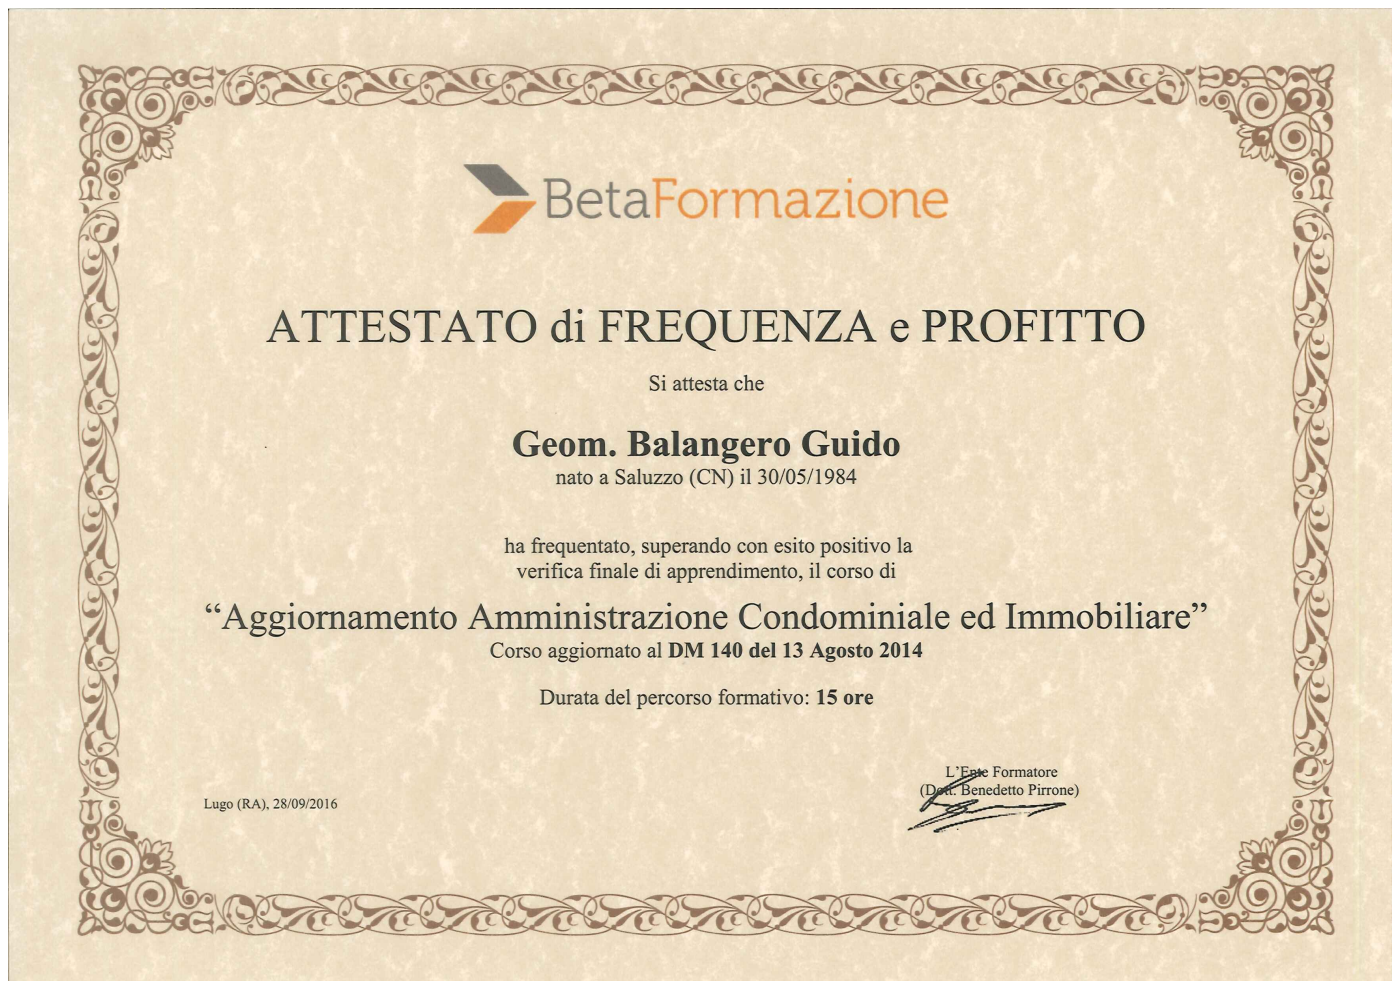 BetaFormazione
ATTESTATO di FREQUENZA e PROFITTO
Si attesta che
Geom. Balangero Guido
nato a Saluzzo (CN) il 30/05/1984
ha frequentato, superando con esito positivo la
verifica finale di apprendimento, il corso di
“Aggiornamento Amministrazione Condominiale ed Immobiliare”
Corso aggiornato al DM 140 del 13 Agosto 2014
Durata del percorso formativo: 15 ore
L’Ente Formatore
(Dott. Benedetto Pirrone)
Lugo (RA), 28/09/2016